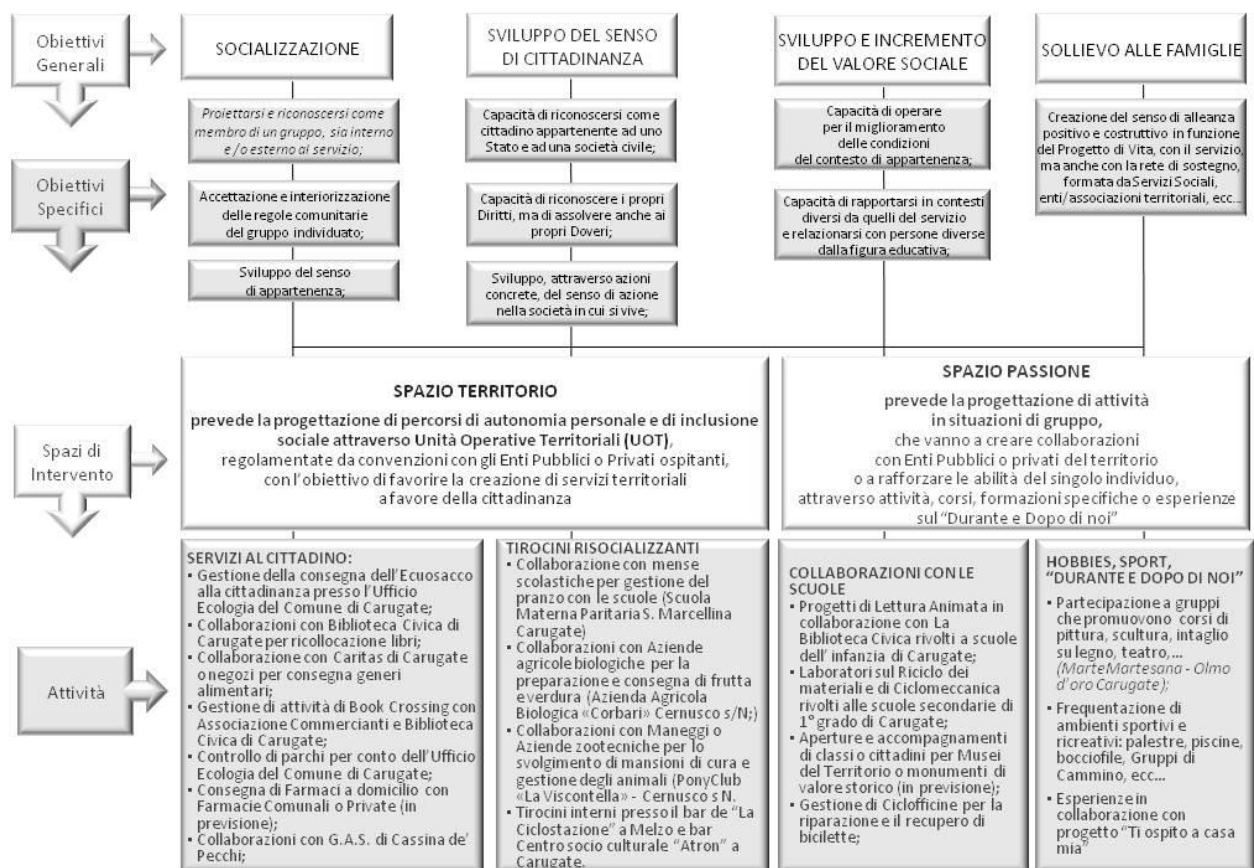 Obiettivi
Generali
SOCIALIZZAZIONE
SVILUPPO DEL SENSO
DI CITTADINANZA
SVILUPPO E INCREMENTO
DEL VALORE SOCIALE
SOLLIEVO ALLE FAMIGLIE
Obiettivi
Specifici
Proiettarsi e riconoscersi come
membro di un gruppo, sia interno
e /o esterno al servizio;
Accettazione e interiorizzazione
delle regole comunitarie
del gruppo individuato;
Sviluppo del senso
di appartenenza;
Capacità di riconoscersi come
cittadino appartenente ad uno
Stato e ad una società civile;
Capacità di riconoscere i propri
Diritti, ma di assolvere anche ai
propri Doveri;
Sviluppo, attraverso azioni
concrete, del senso di azione
nella società in cui si vive;
Capacità di operare
per il miglioramento
delle condizioni
del contesto di appartenenza;
Capacità di rapportarsi in contesti
diversi da quelli del servizio
e relazionarsi con persone diverse
dalla figura educativa;
Creazione del senso di alleanza
positivo e costruttivo in funzione
del Progetto di Vita, con il servizio,
ma anche con la rete di sostegno,
formata da Servizi Sociali,
enti/associazioni territoriali, ecc...
Spazi di
Intervento
SPAZIO TERRITORIO
prevede la progettazione di percorsi di autonomia personale e di inclusione
sociale attraverso Unità Operative Territoriali (UOT),
regolamentate da convenzioni con gli Enti Pubblici o Privati ospitanti,
con l'obiettivo di favorire la creazione di servizi territoriali
a favore della cittadinanza
SPAZIO PASSIONE
prevede la progettazione di attività
in situazioni di gruppo,
che vanno a creare collaborazioni
con Enti Pubblici o privati del territorio
o a rafforzare le abilità del singolo individuo,
attraverso attività, corsi, formazioni specifiche o esperienze
sul "Durante e Dopo di noi"
Attività
SERVIZI AL CITTADINO:
▪ Gestione della consegna dell'Ecuosacco
alla cittadinanza presso l'Ufficio
Ecologia del Comune di Carugate;
▪ Collaborazioni con Biblioteca Civica di
Carugate per ricollocazione libri;
▪ Collaborazione con Caritas di Carugate
o negozi per consegna generi
alimentari;
▪ Gestione di attività di Book Crossing con
Associazione Commercianti e Biblioteca
Civica di Carugate;
▪ Controllo di parchi per conto dell'Ufficio
Ecologia del Comune di Carugate;
▪ Consegna di Farmaci a domicilio con
Farmacie Comunali o Private (in
previsione);
▪ Collaborazioni con G.A.S. di Cassina de'
Pecchi;
TIROCINI RISOCIALIZZANTI
▪ Collaborazione con mense
scolastiche per gestione del
pranzo con le scuole (Scuola
Materna Paritaria S. Marcellina
Carugate)
▪ Collaborazioni con Aziende
agricole biologiche per la
preparazione e consegna di frutta
e verdura (Azienda Agricola
Biologica «Corbari» Cernusco s/N;)
▪ Collaborazioni con Maneggi o
Aziende zootecniche per lo
svolgimento di mansioni di cura e
gestione degli animali (PonyClub
«La Viscontella» - Cernusco s N.
▪ Tirocini interni presso il bar de "La
Ciclostazione" a Melzo e bar
Centro socio culturale "Atron" a
Carugate.
COLLABORAZIONI CON LE
SCUOLE
▪ Progetti di Lettura Animata in
collaborazione con La
Biblioteca Civica rivolti a scuole
dell' infanzia di Carugate;
▪ Laboratori sul Riciclo dei
materiali e di Ciclomeccanica
rivolti alle scuole secondarie di
1° grado di Carugate;
▪ Aperture e accompagnamenti
di classi o cittadini per Musei
del Territorio o monumenti di
valore storico (in previsione);
▪ Gestione di Ciclofficine per la
riparazione e il recupero di
bicilette;
HOBBIES, SPORT,
"DURANTE E DOPO DI NOI"
▪ Partecipazione a gruppi
che promuovono corsi di
pittura, scultura, intaglio
su legno, teatro,...
(MarteMartesana - Olmo
d'oro Carugate);
▪ Frequentazione di
ambienti sportivi e
ricreativi: palestre, piscine,
bocciofile, Gruppi di
Cammino, ecc...
▪ Esperienze in
collaborazione con
progetto "Ti ospito a casa
mia"